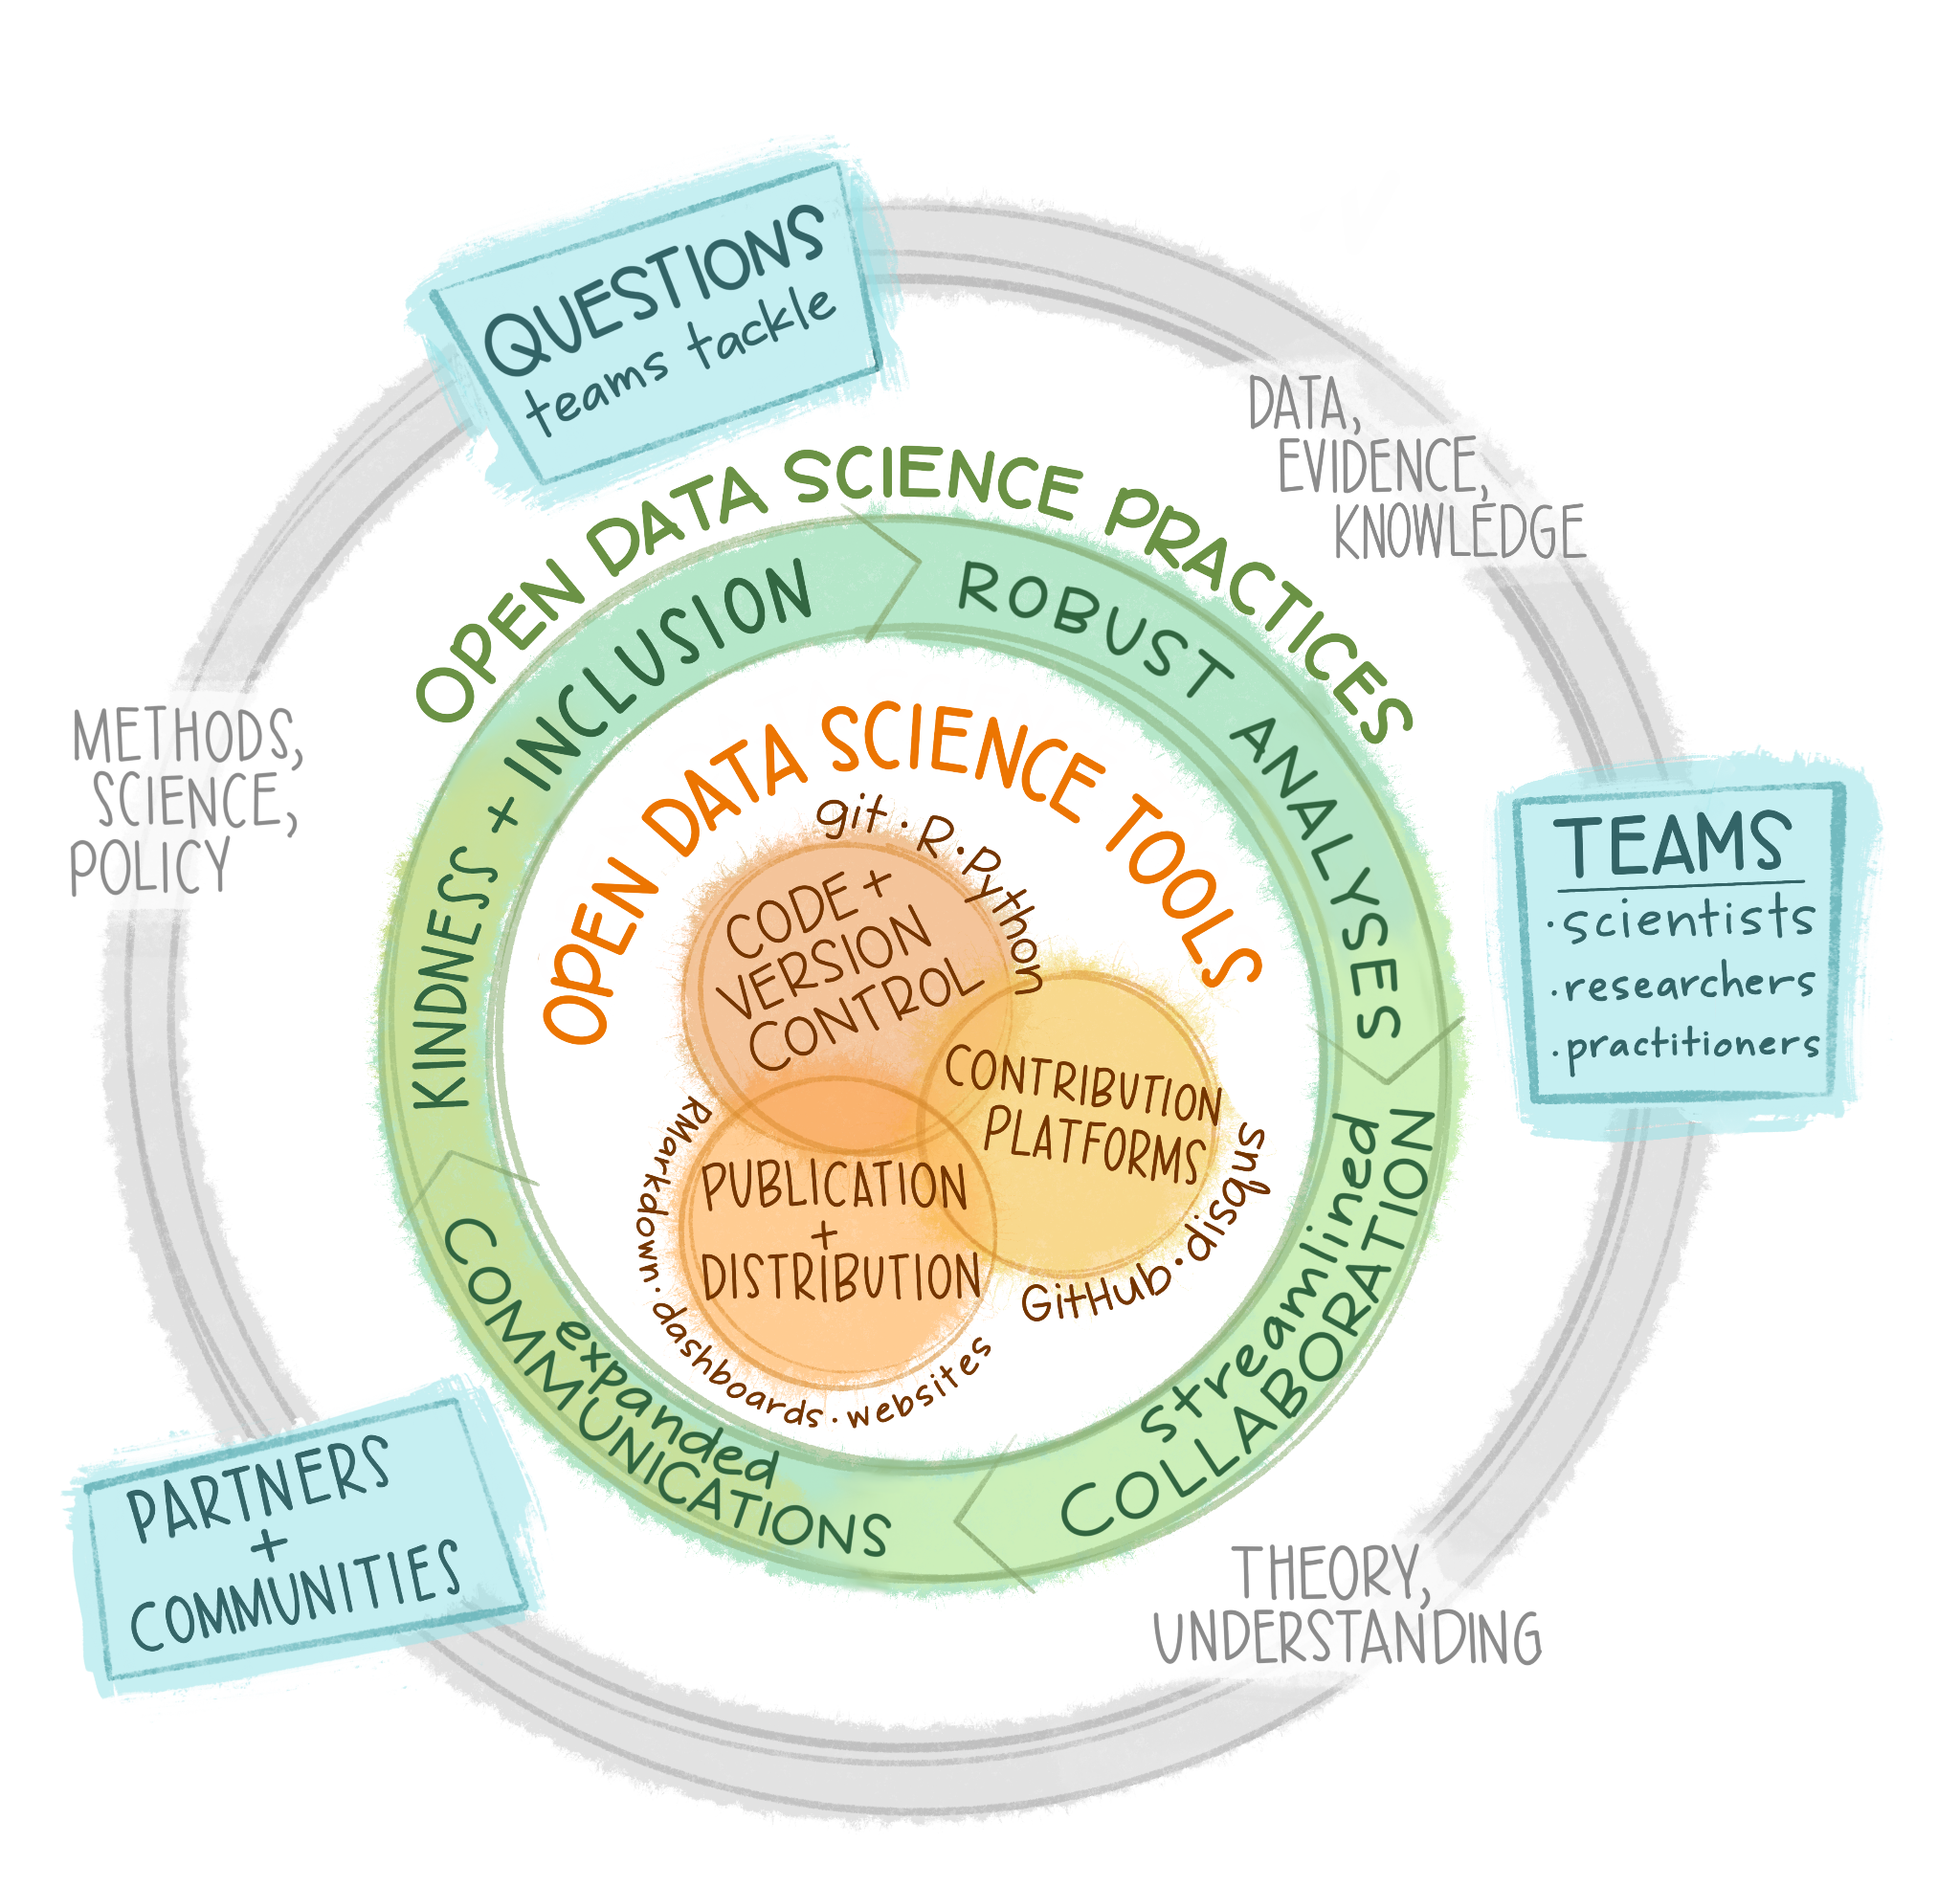 QUESTIONS
teams tackle
DATA,
EVIDENCE,
KNOWLEDGE
TEAMS
·scientists
·researchers
·practitioners
THEORY,
UNDERSTANDING
PARTNERS
+
COMMUNITIES
METHODS,
SCIENCE,
POLICY
OPEN DATA SCIENCE PRACTICES
KINDNESS + INCLUSION
ROBUST ANALYSES
streamlined
COLLABORATION
expanded
COMMUNICATIONS
OPEN DATA SCIENCE TOOLS
git · R · Python
CODE +
VERSION
CONTROL
CONTRIBUTION
PLATFORMS
GitHub · disqus
PUBLICATION
+
DISTRIBUTION
RMarkdown · dashboards · websites